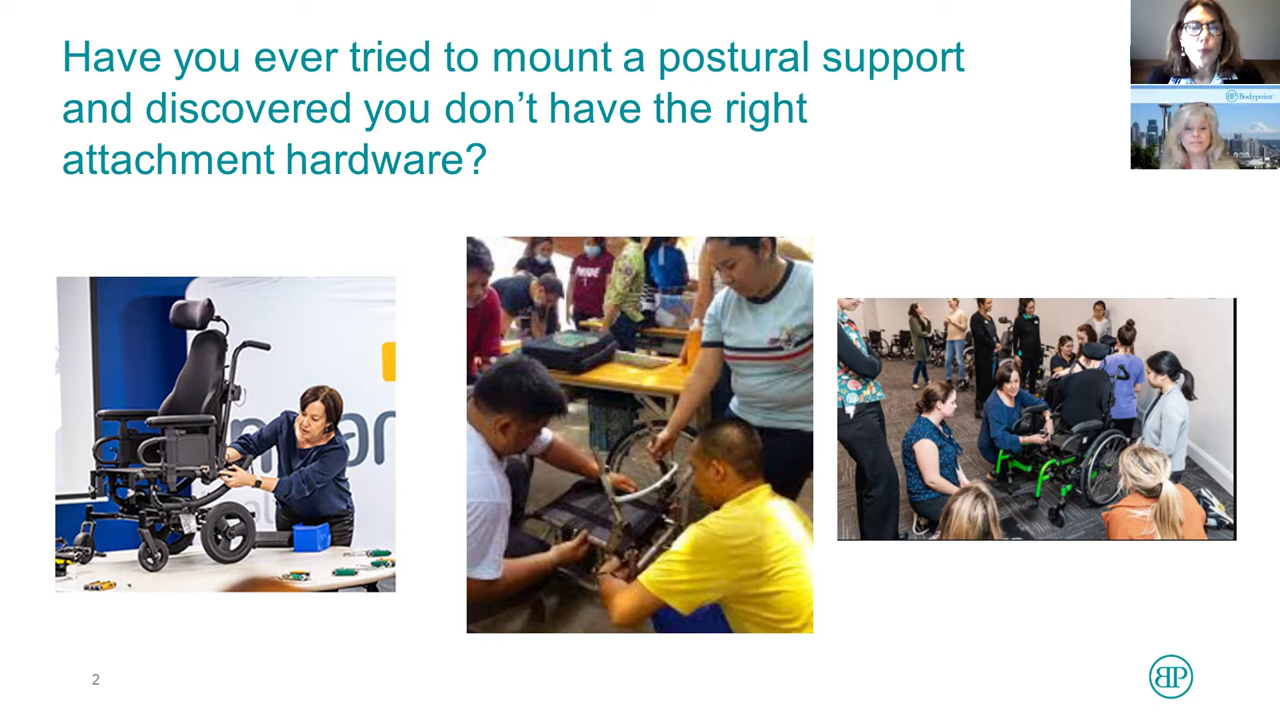 Have you ever tried to mount a postural support
and discovered you don’t have the right
attachment hardware?
Bodypoint
2
BP